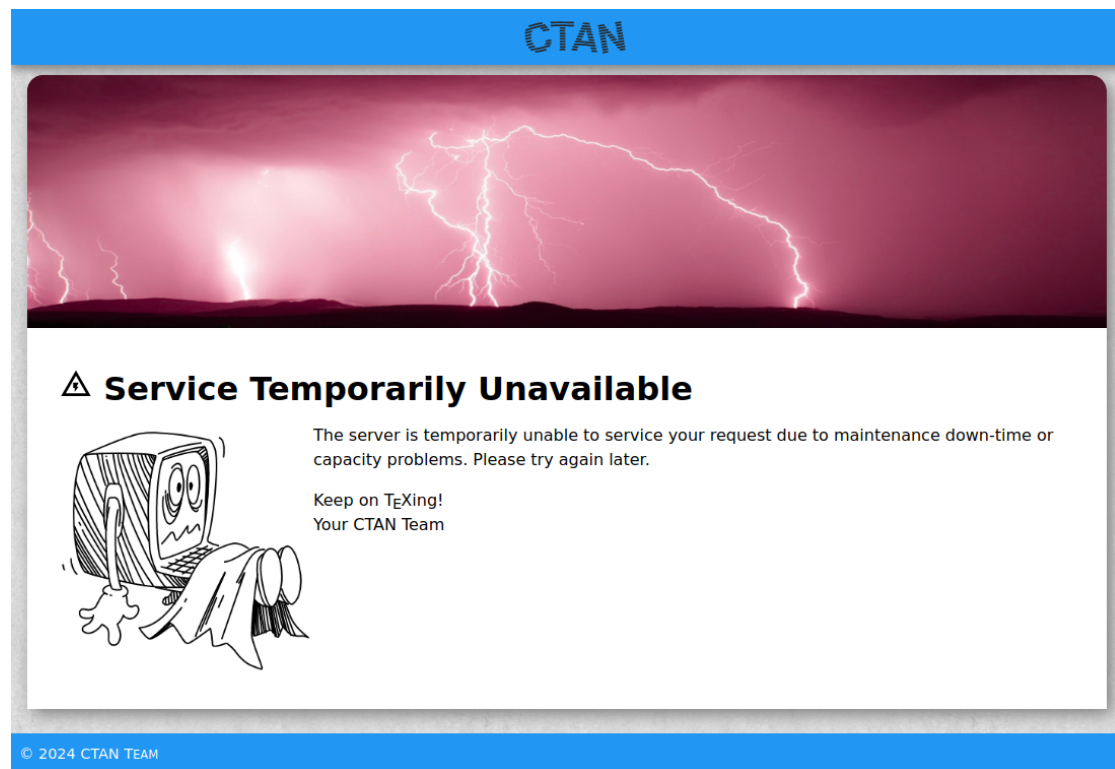 CTAN
Service Temporarily Unavailable
The server is temporarily unable to service your request due to maintenance down-time or
capacity problems. Please try again later.
Keep on TEXing!
Your CTAN Team
© 2024 CTAN TEAM